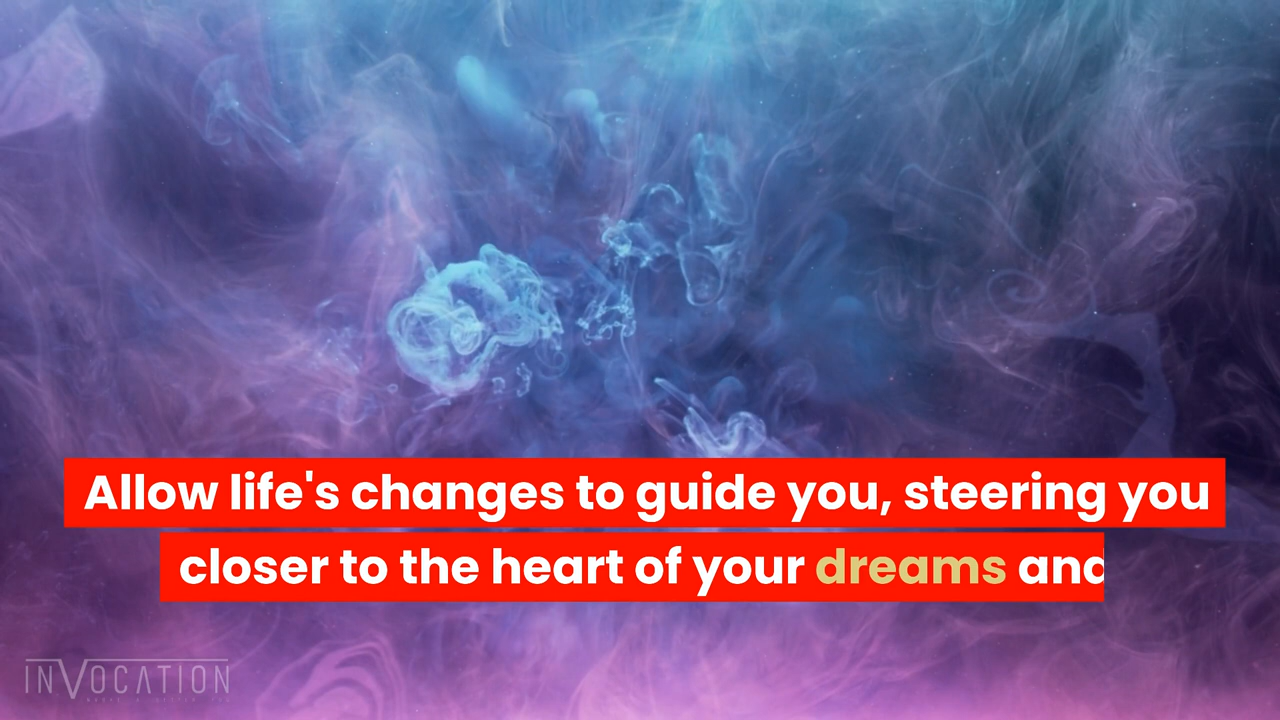 Allow life's changes to guide you, steering you
closer to the heart of your dreams and
INVOCATION